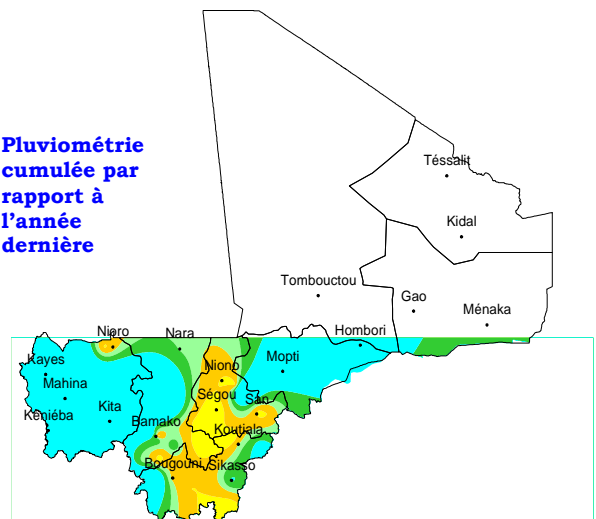 Pluviométrie
cumulée par
rapport à
l'année
dernière
Téssalit
Kidal
Tombouctou
Gao
Ménaka
Hombori
Nioro
Nara
Mopti
Kayes
Niono
Mahina
Ségou
San
Kéniéba
Kita
Bamako
Koutiala
Bougouni
Sikasso